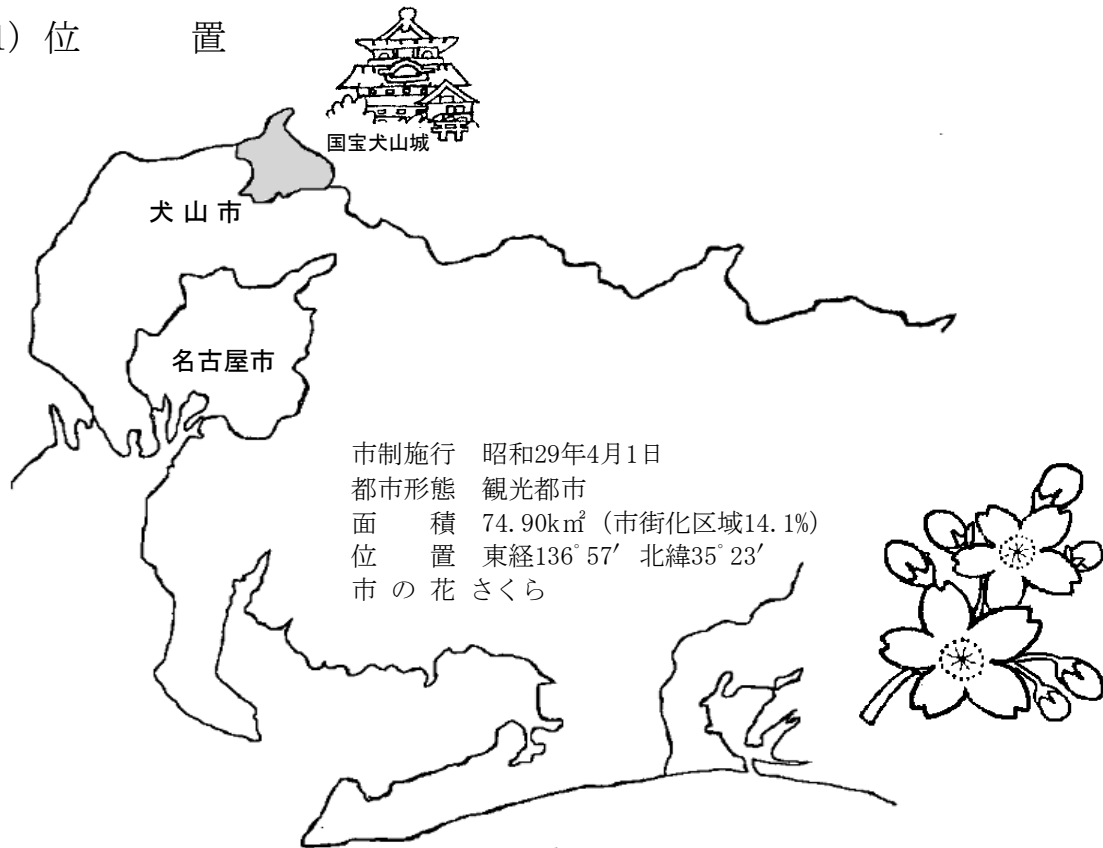 1) 位　　置
国宝犬山城
犬 山 市
名古屋市
市制施行　昭和29年4月1日
都市形態　観光都市
面　　積　74.90k㎡（市街化区域14.1%）
位　　置　東経136°57′ 北緯35°23′
市 の 花 さくら